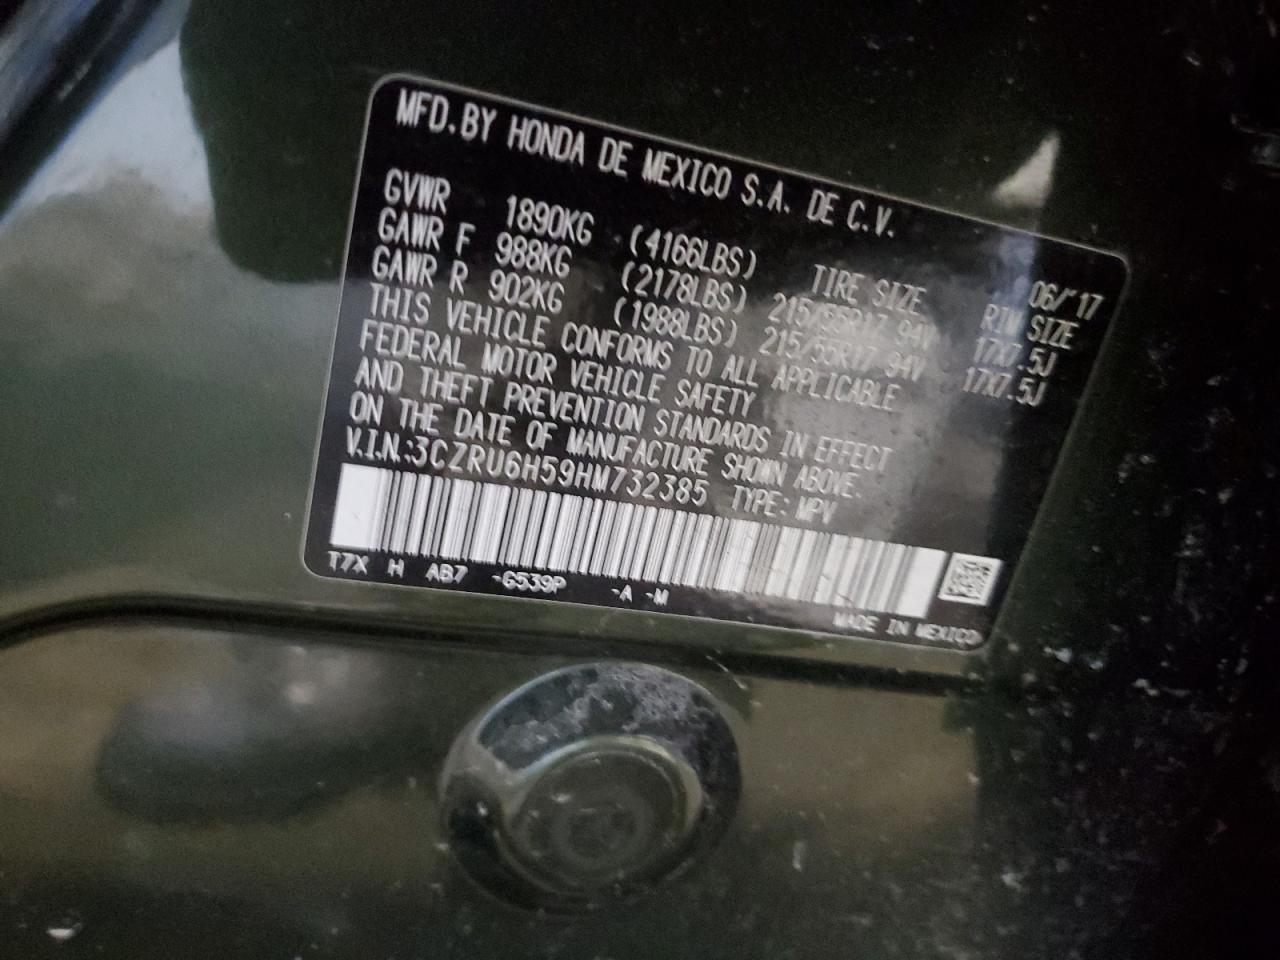 MFD.BY HONDA DE MEXICO S.A. DE C.V.
06/'17
GVWR 1890KG (4166LBS) TIRE SIZE RIM SIZE
GAWR F 988KG (2178LBS) 215/55R17 94V 17X7.5J
GAWR R 902KG (1988LBS) 215/55R17 94V 17X7.5J
THIS VEHICLE CONFORMS TO ALL APPLICABLE
FEDERAL MOTOR VEHICLE SAFETY
AND THEFT PREVENTION STANDARDS IN EFFECT
ON THE DATE OF MANUFACTURE SHOWN ABOVE.
V.I.N.:3CZRU6H59HM732385 TYPE: MPV
T7X H AB7 -G539P -A -M
MADE IN MEXICO